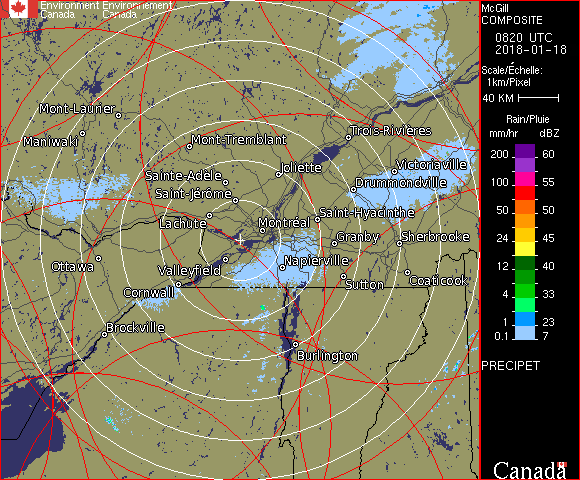 Environment Environnement
Canada Canada
McGill
COMPOSITE
0820 UTC
2018-01-18
Scale/Échelle:
1km/Pixel
40 KM
Rain/Pluie
mm/hr dBZ
200 60
100 55
50 50
24 45
12 40
4 33
1 23
0.1 7
PRECIPET
Canada
Mont-Laurier
Maniwaki
Mont-Tremblant
Trois-Rivières
Joliette
Victoriaville
Sainte-Adèle
Drummondville
Saint-Jérôme
Lachute
Saint-Hyacinthe
Montréal
Granby
Sherbrooke
Ottawa
Valleyfield
Napierville
Sutton
Coaticook
Cornwall
Brockville
Burlington